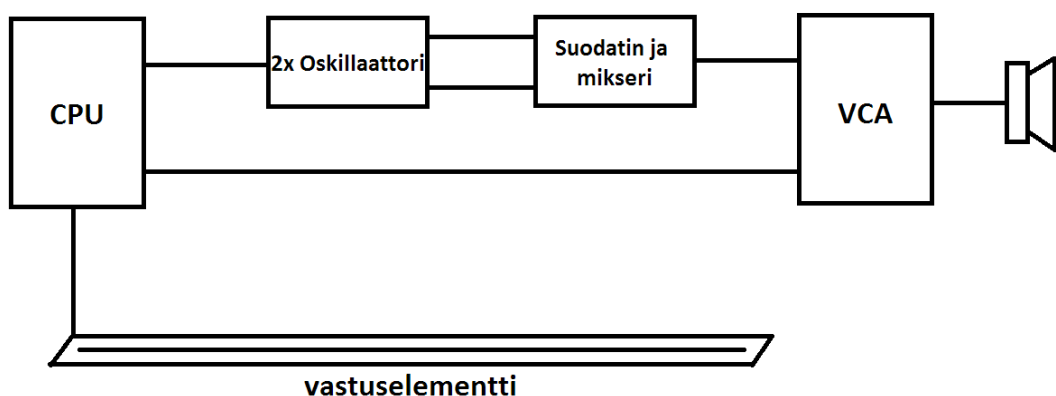 CPU
2x Oskillaattori
Suodatin ja
mikseri
VCA
vastuselementti